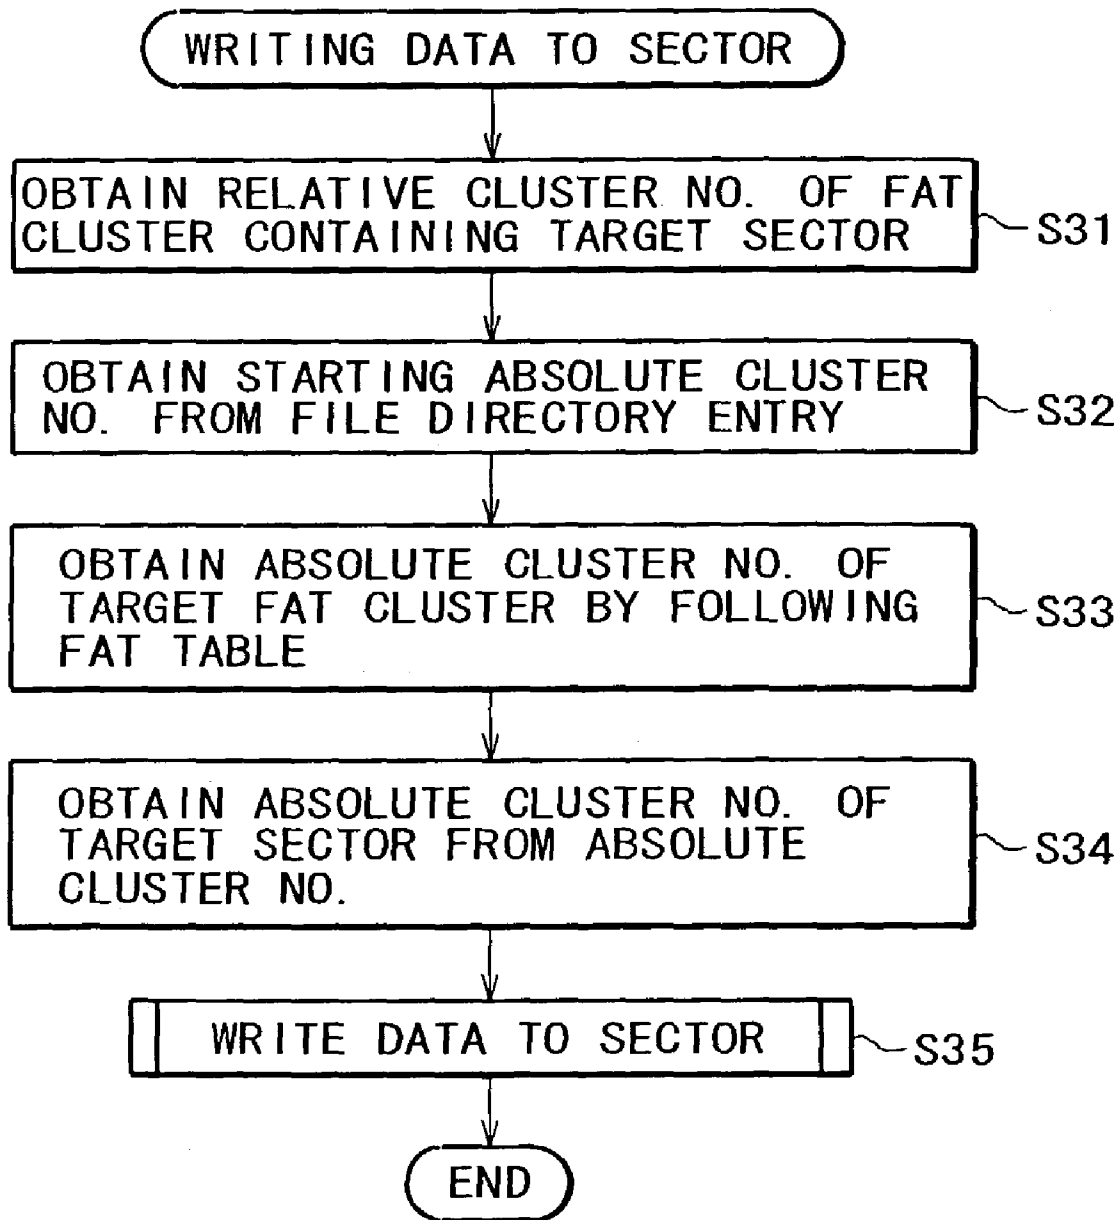 WRITING DATA TO SECTOR
OBTAIN RELATIVE CLUSTER NO. OF FAT
CLUSTER CONTAINING TARGET SECTOR
S31
OBTAIN STARTING ABSOLUTE CLUSTER
NO. FROM FILE DIRECTORY ENTRY
S32
OBTAIN ABSOLUTE CLUSTER NO. OF
TARGET FAT CLUSTER BY FOLLOWING
FAT TABLE
S33
OBTAIN ABSOLUTE CLUSTER NO. OF
TARGET SECTOR FROM ABSOLUTE
CLUSTER NO.
S34
WRITE DATA TO SECTOR
S35
END